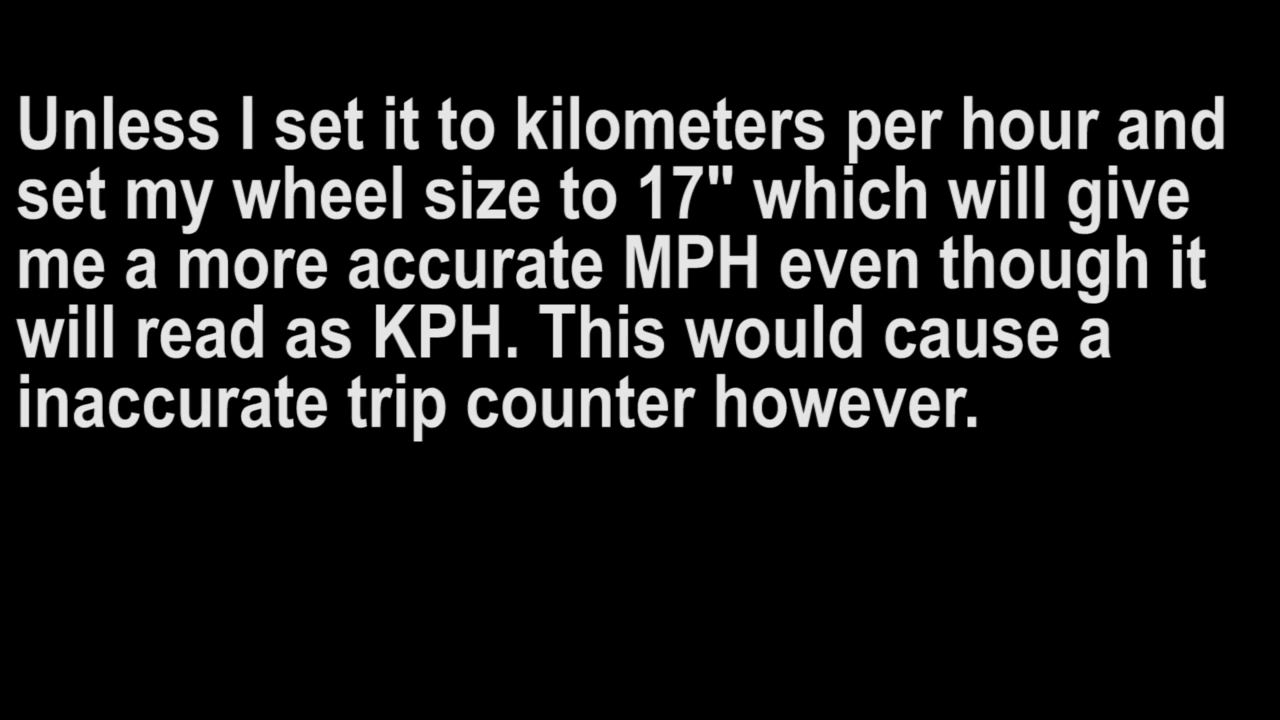 Unless I set it to kilometers per hour and
set my wheel size to 17" which will give
me a more accurate MPH even though it
will read as KPH. This would cause a
inaccurate trip counter however.